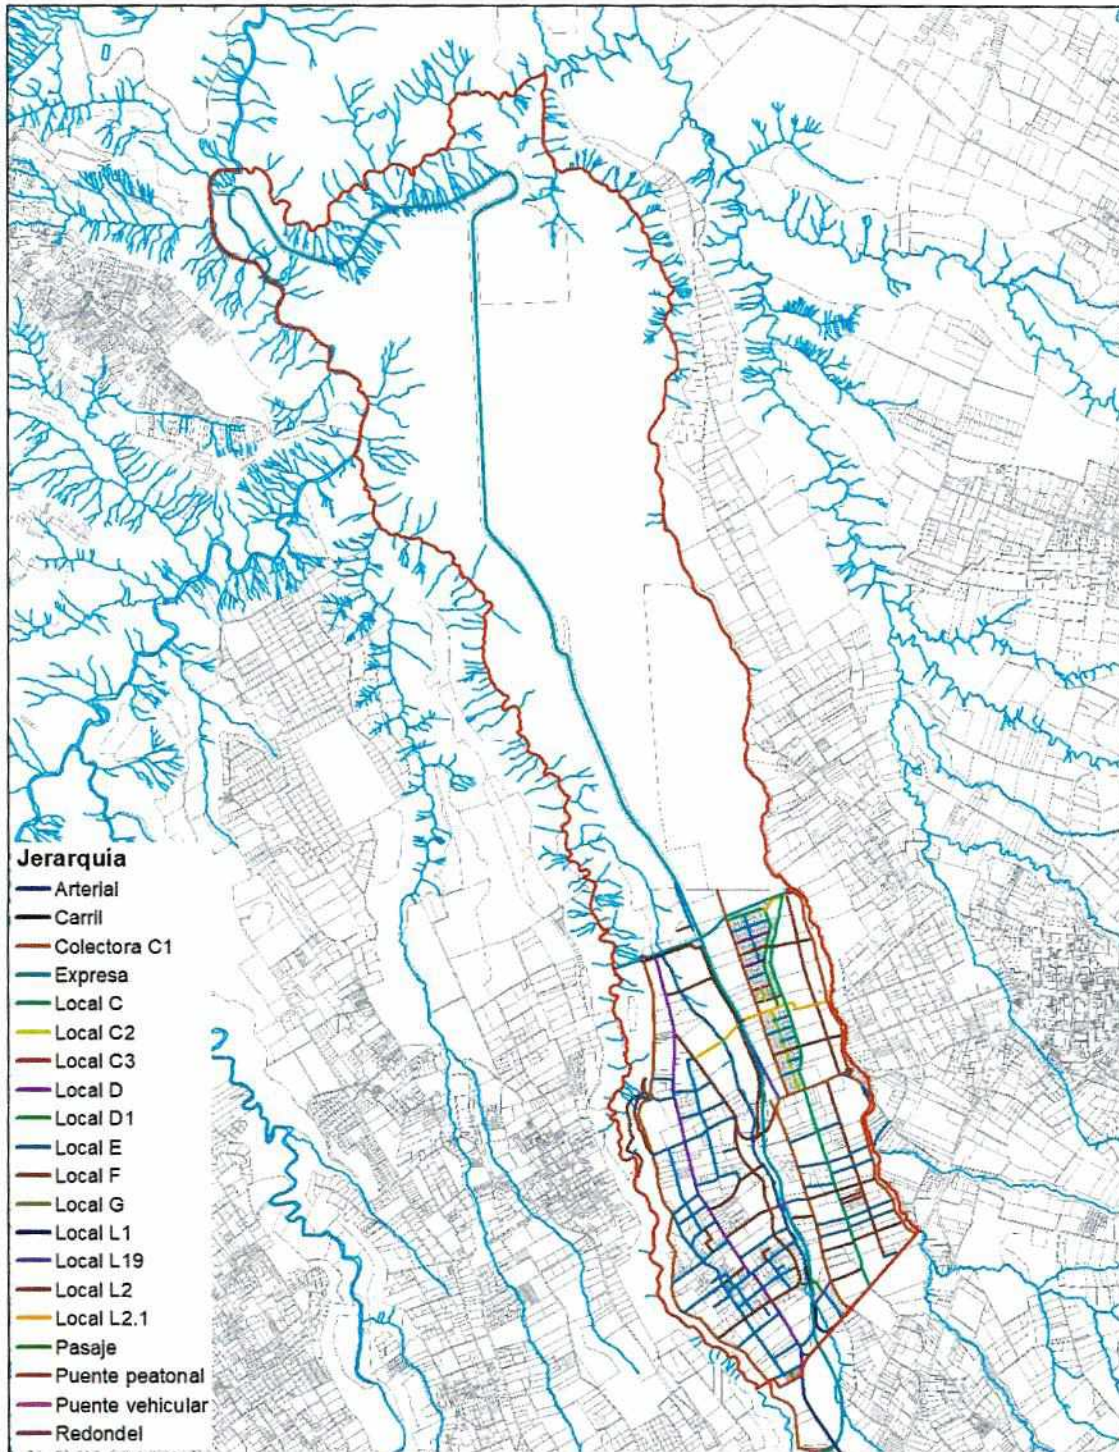 Jerarquía
Arterial
Carril
Colectora C1
Expresa
Local C
Local C2
Local C3
Local D
Local D1
Local E
Local F
Local G
Local L1
Local L19
Local L2
Local L2.1
Pasaje
Puente peatonal
Puente vehicular
Redondel